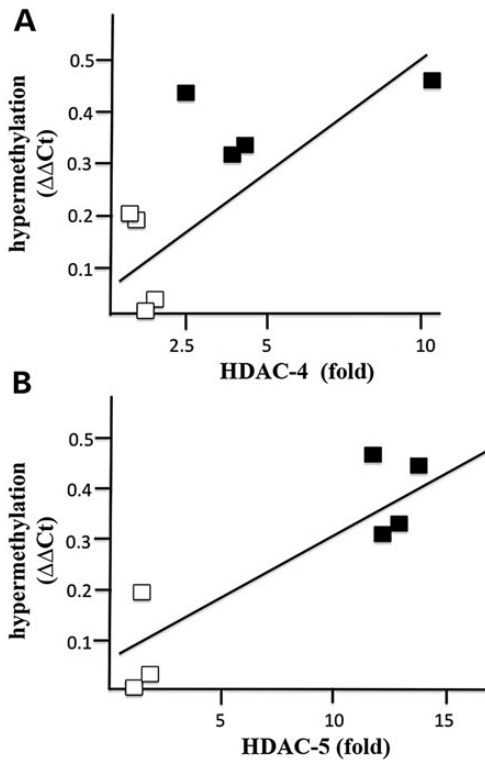 A
hypermethylation
(ΔΔCt)
0.5
0.4
0.3
0.2
0.1
2.5 5 10
HDAC-4 (fold)
B
hypermethylation
(ΔΔCt)
0.5
0.4
0.3
0.2
0.1
5 10 15
HDAC-5 (fold)